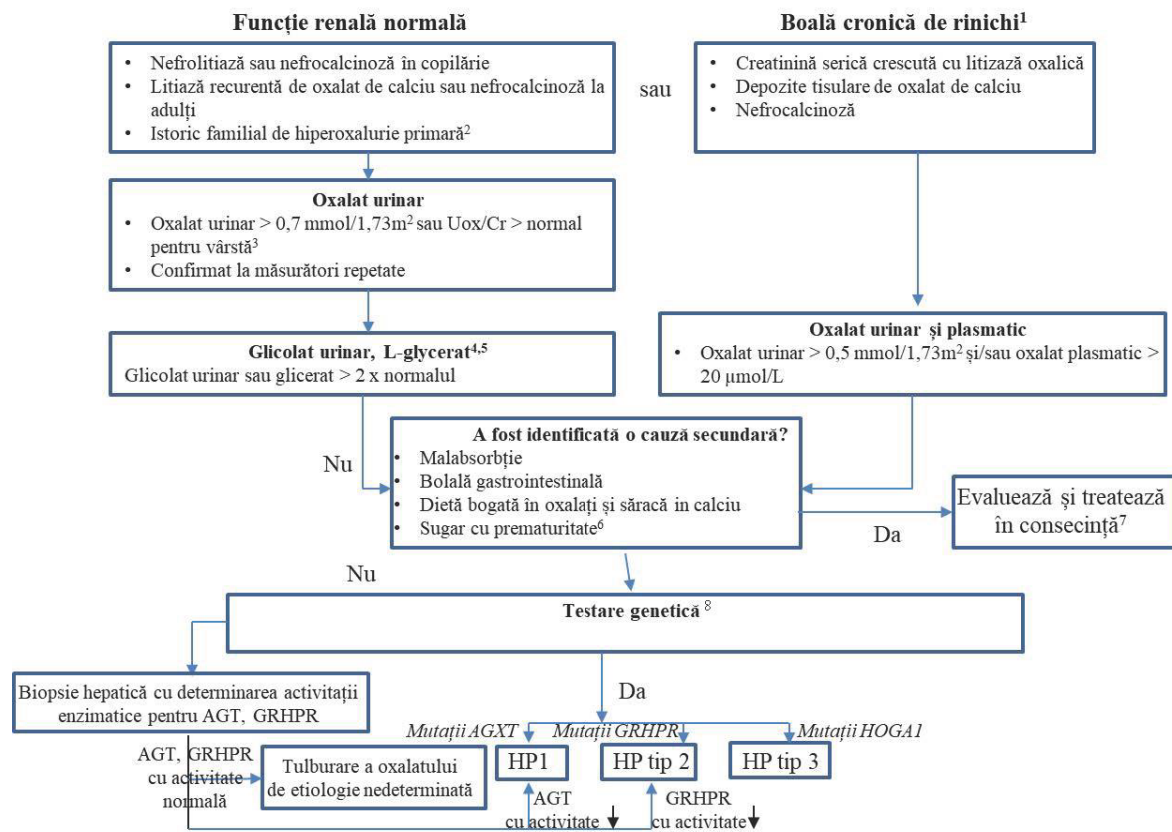 Funcție renală normală
• Nefrolitiază sau nefrocalcinoză în copilărie
• Litiază recurentă de oxalat de calciu sau nefrocalcinoză la
adulți
• Istoric familial de hiperoxalurie primară²
sau
Boală cronică de rinichi¹
• Creatinină serică crescută cu litizază oxalică
• Depozite tisulare de oxalat de calciu
• Nefrocalcinoză
Oxalat urinar
• Oxalat urinar > 0,7 mmol/1,73m² sau Uox/Cr > normal
pentru vârstă³
• Confirmat la măsurători repetate
Glicolat urinar, L-glycerat⁴,⁵
Glicolat urinar sau glicerat > 2 x normalul
Oxalat urinar și plasmatic
• Oxalat urinar > 0,5 mmol/1,73m² și/sau oxalat plasmatic >
20 μmol/L
Nu
A fost identificată o cauză secundară?
• Malabsorbție
• Bolală gastrointestinală
• Dietă bogată în oxalați și săracă in calciu
• Sugar cu prematuritate⁶
Da
Evaluează și treatează
în consecință⁷
Nu
Testare genetică ⁸
Biopsie hepatică cu determinarea activitații
enzimatice pentru AGT, GRHPR
Da
Mutații AGXT
Mutații GRHPR
Mutații HOGA1
HP1
HP tip 2
HP tip 3
AGT, GRHPR
cu activitate
normală
Tulburare a oxalatului
de etiologie nedeterminată
AGT
cu activitate
GRHPR
cu activitate